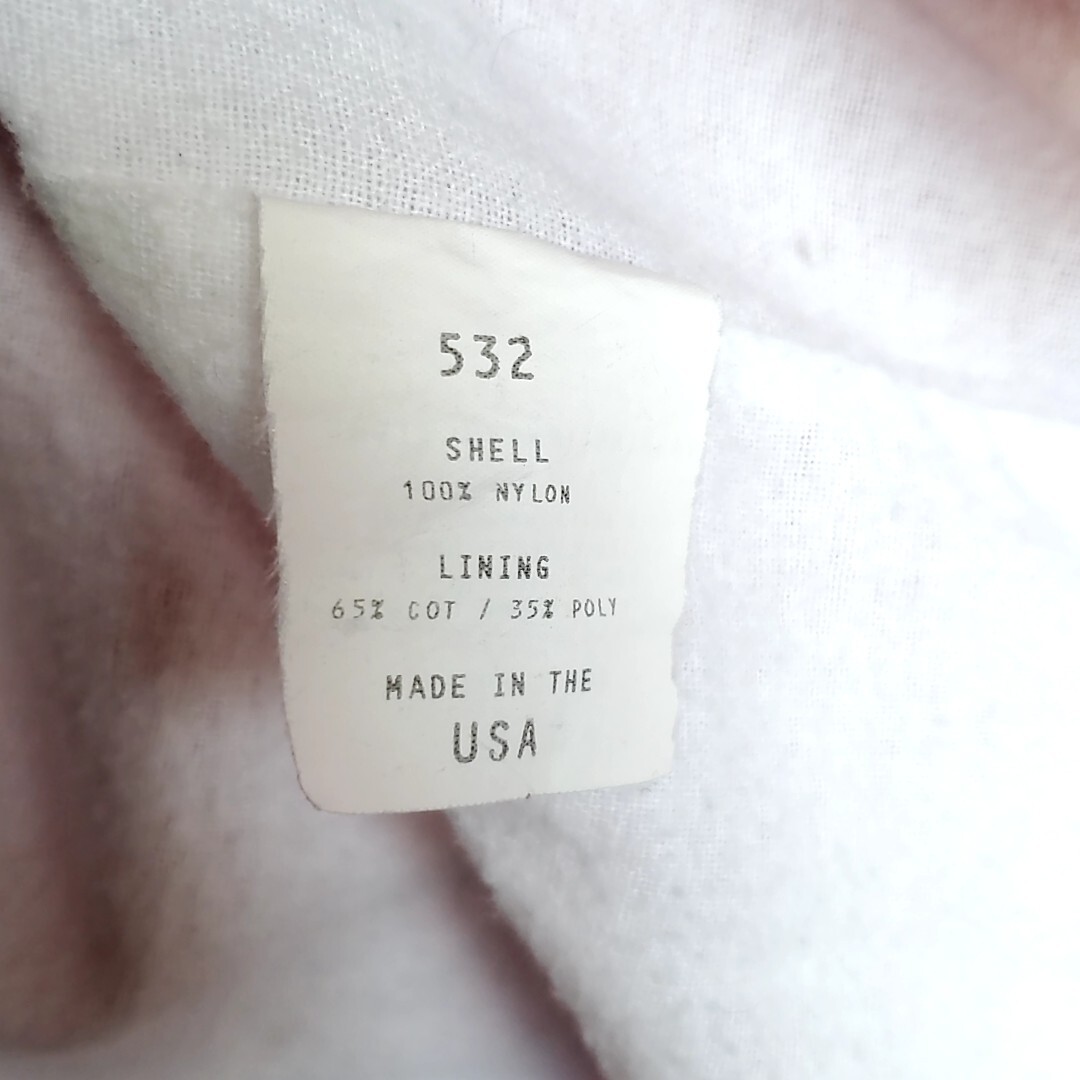 532
SHELL
100% NYLON
LINING
65% COT / 35% POLY
MADE IN THE
USA